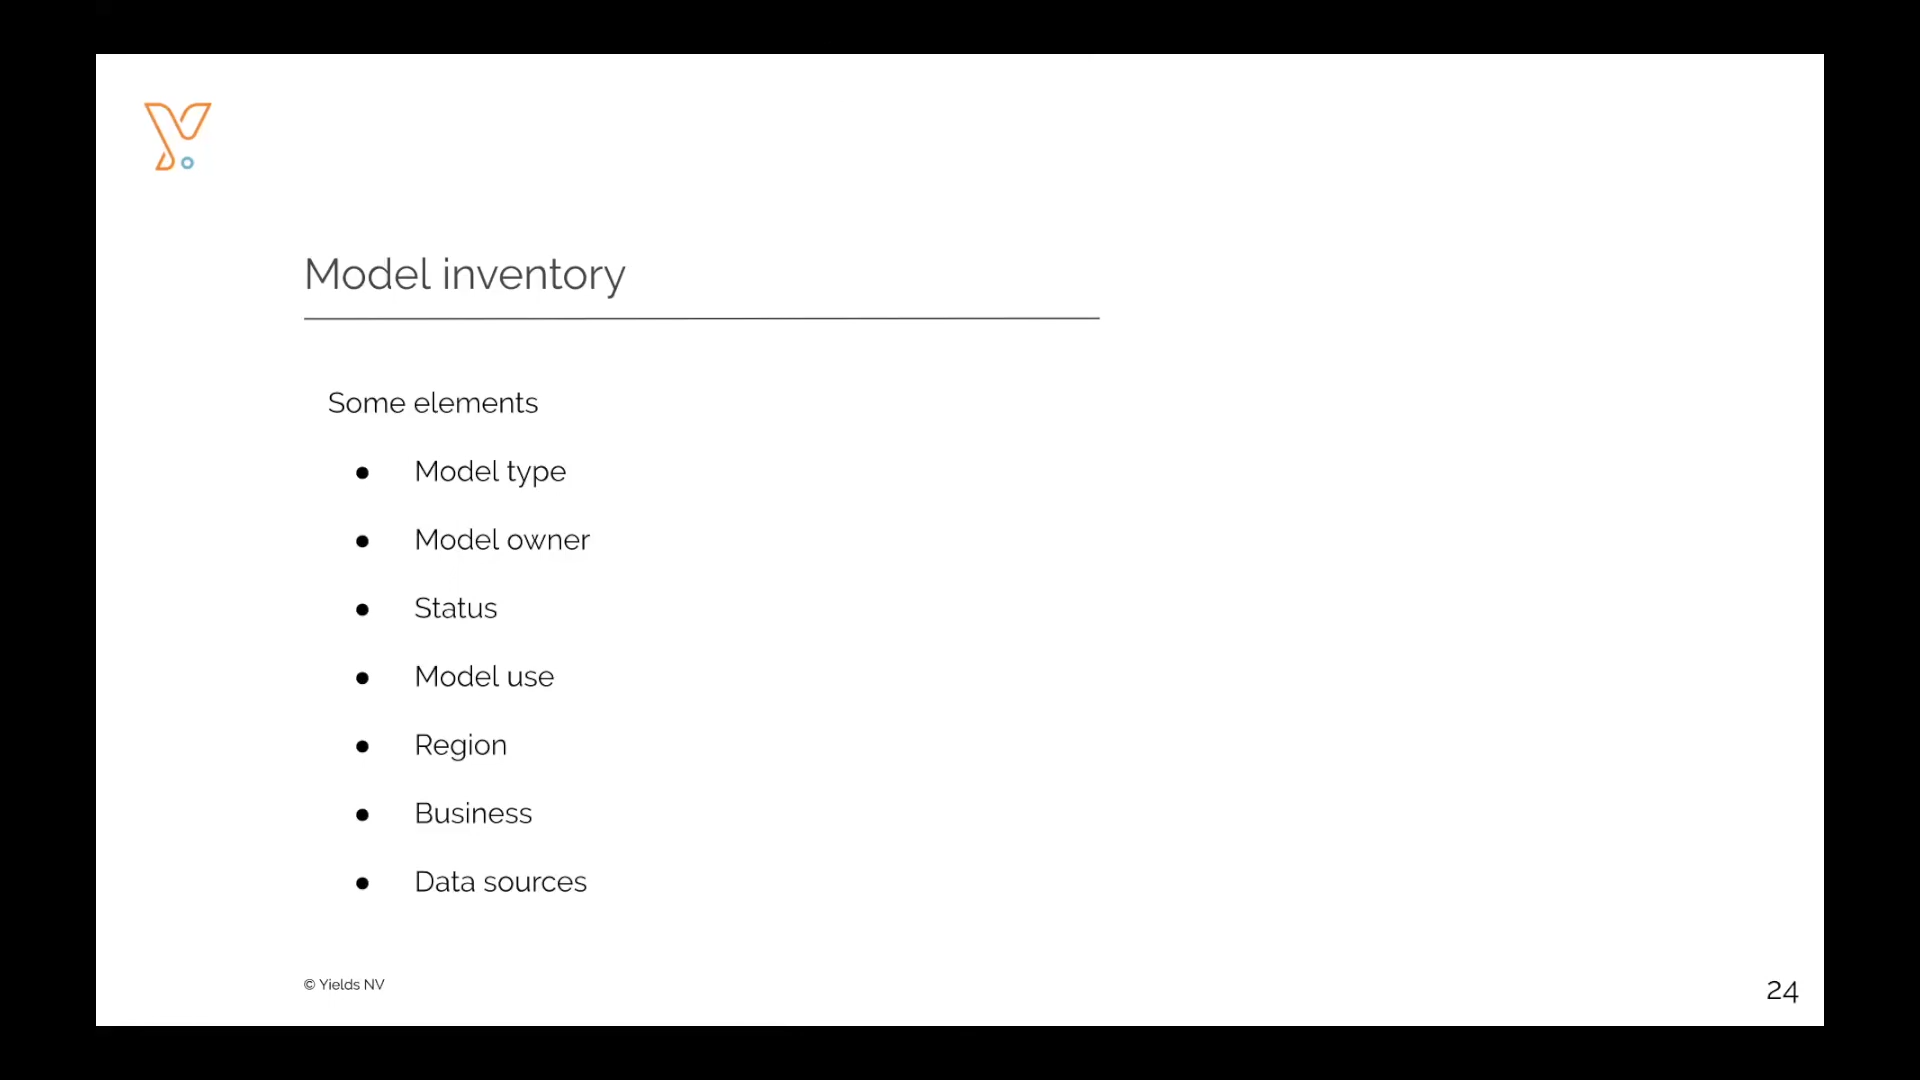 Model inventory
Some elements
● Model type
● Model owner
● Status
● Model use
● Region
● Business
● Data sources
© Yields NV
24